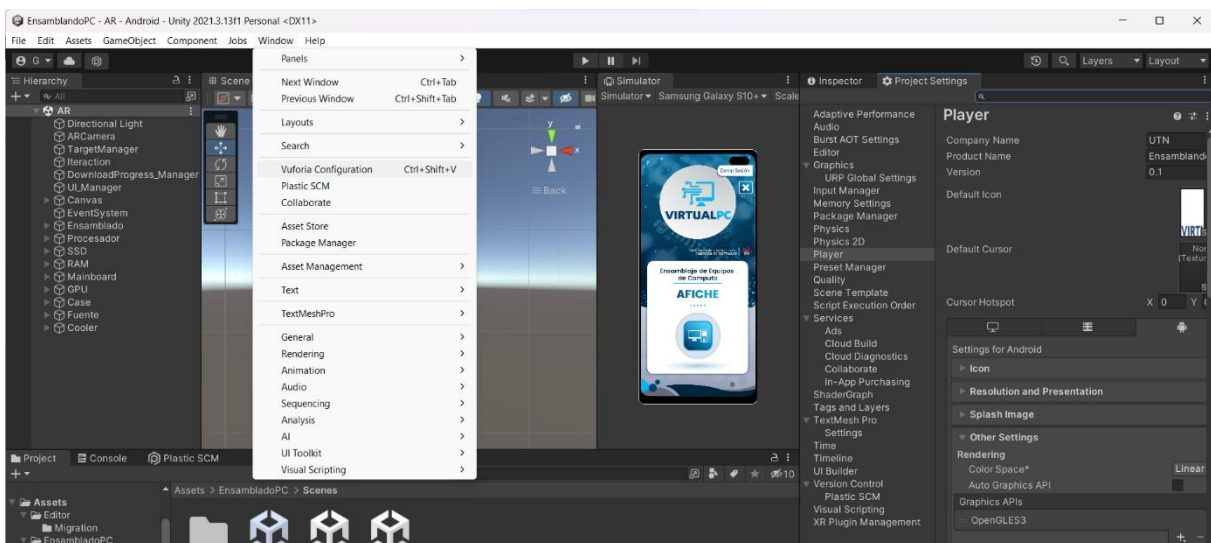 EnsamblandoPC - AR - Android - Unity 2021.3.13f1 Personal <DX11>
File Edit Assets GameObject Component Jobs Window Help
G
Layers
Layout
Hierarchy
All
AR
Directional Light
ARCamera
TargetManager
Iteraction
DownloadProgress_Manager
UI_Manager
Canvas
EventSystem
Ensamblado
Procesador
SSD
RAM
Mainboard
GPU
Case
Fuente
Cooler
Scene
Panels
Next Window Ctrl+Tab
Previous Window Ctrl+Shift+Tab
Layouts
Search
Vuforia Configuration Ctrl+Shift+V
Plastic SCM
Collaborate
Asset Store
Package Manager
Asset Management
Text
TextMeshPro
General
Rendering
Animation
Audio
Sequencing
Analysis
AI
UI Toolkit
Visual Scripting
y
x
Back
Simulator
Simulator Samsung Galaxy S10+ Scale
Cerrar Sesión
VIRTUALPC
Ensamblaje de Equipos
de Computo
AFICHE
Inspector Project Settings
Adaptive Performance
Audio
Burst AOT Settings
Editor
Graphics
URP Global Settings
Input Manager
Memory Settings
Package Manager
Physics
Physics 2D
Player
Preset Manager
Quality
Scene Template
Script Execution Order
Services
Ads
Cloud Build
Cloud Diagnostics
Collaborate
In-App Purchasing
ShaderGraph
Tags and Layers
TextMesh Pro
Settings
Time
Timeline
UI Builder
Version Control
Plastic SCM
Visual Scripting
XR Plugin Management
Player
Company Name UTN
Product Name Ensambland
Version 0.1
Default Icon
VIRT
Default Cursor
(Textur
Cursor Hotspot X 0 Y
Settings for Android
Icon
Resolution and Presentation
Splash Image
Other Settings
Rendering
Color Space* Linear
Auto Graphics API
Graphics APIs
OpenGLES3
Project Console Plastic SCM
10
Assets > EnsambladoPC > Scenes
Assets
Editor
Migration
EnsambladoPC